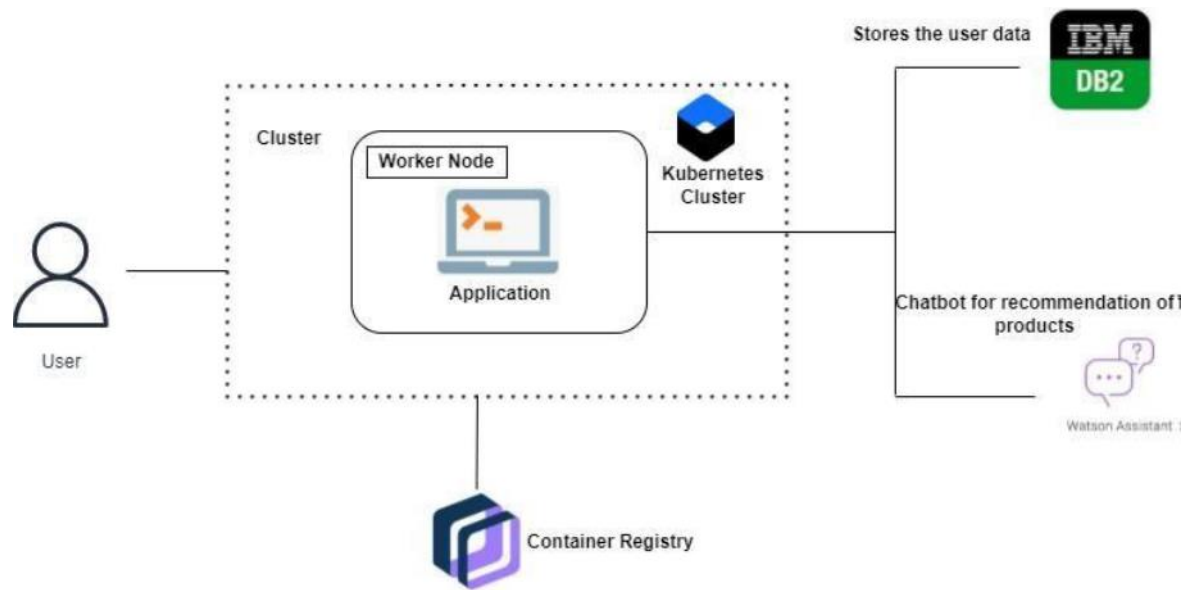 Stores the user data
IBM
DB2
Cluster
Worker Node
Kubernetes
Cluster
Application
User
Chatbot for recommendation of
products
Watson Assistant
Container Registry